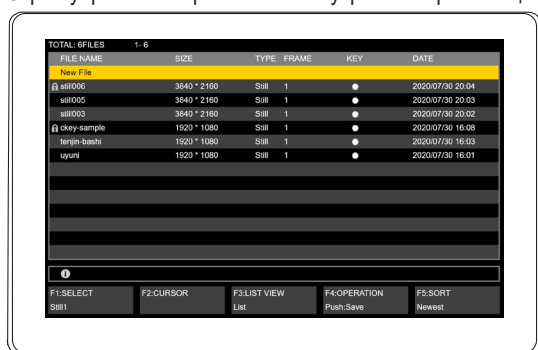 TOTAL: 6FILES 1- 6
FILE NAME SIZE TYPE FRAME KEY DATE
New File
still006 3840 * 2160 Still 1 2020/07/30 20:04
still005 3840 * 2160 Still 1 2020/07/30 20:03
still003 3840 * 2160 Still 1 2020/07/30 20:02
ckey-sample 1920 * 1080 Still 1 2020/07/30 16:08
tenjin-bashi 1920 * 1080 Still 1 2020/07/30 16:03
uyuni 1920 * 1080 Still 1 2020/07/30 16:01
F1:SELECT F2:CURSOR F3:LIST VIEW F4:OPERATION F5:SORT
Still1 List Push:Save Newest